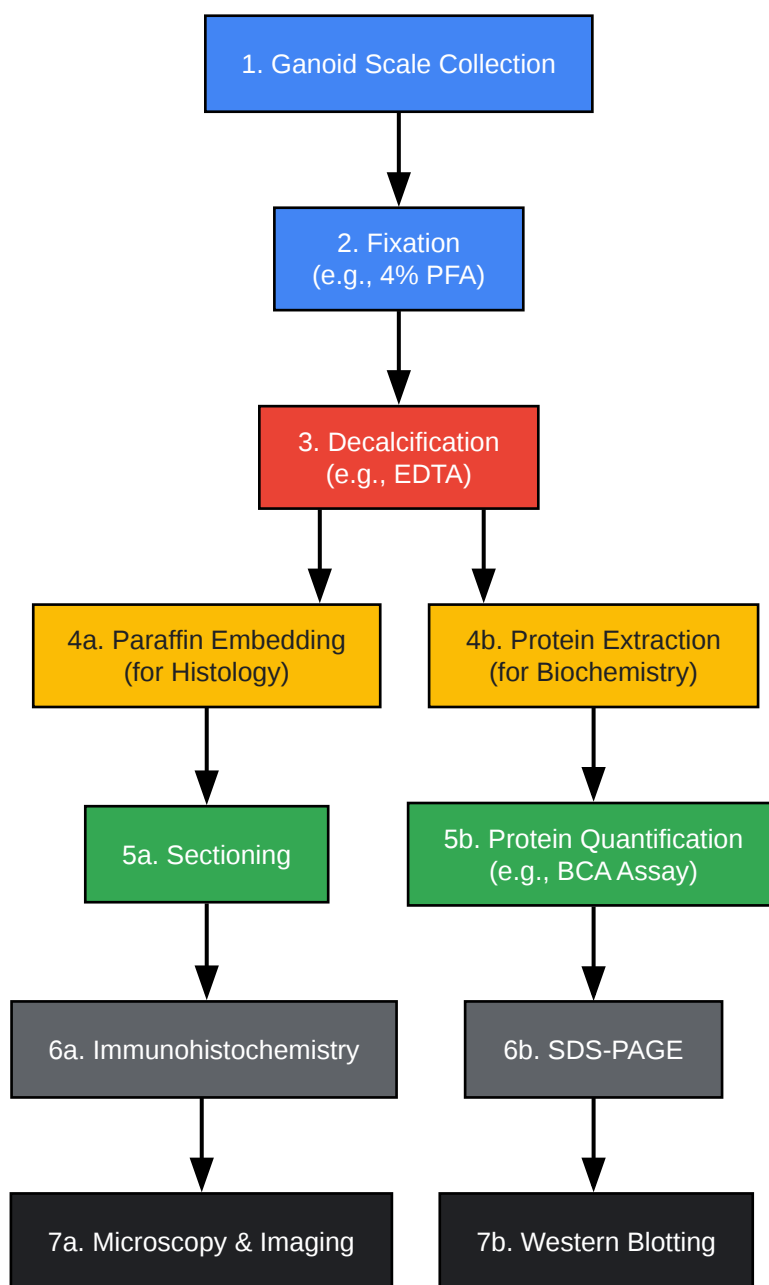 1. Ganoid Scale Collection
2. Fixation
(e.g., 4% PFA)
3. Decalcification
(e.g., EDTA)
4a. Paraffin Embedding
(for Histology)
4b. Protein Extraction
(for Biochemistry)
5a. Sectioning
5b. Protein Quantification
(e.g., BCA Assay)
6a. Immunohistochemistry
6b. SDS-PAGE
7a. Microscopy & Imaging
7b. Western Blotting